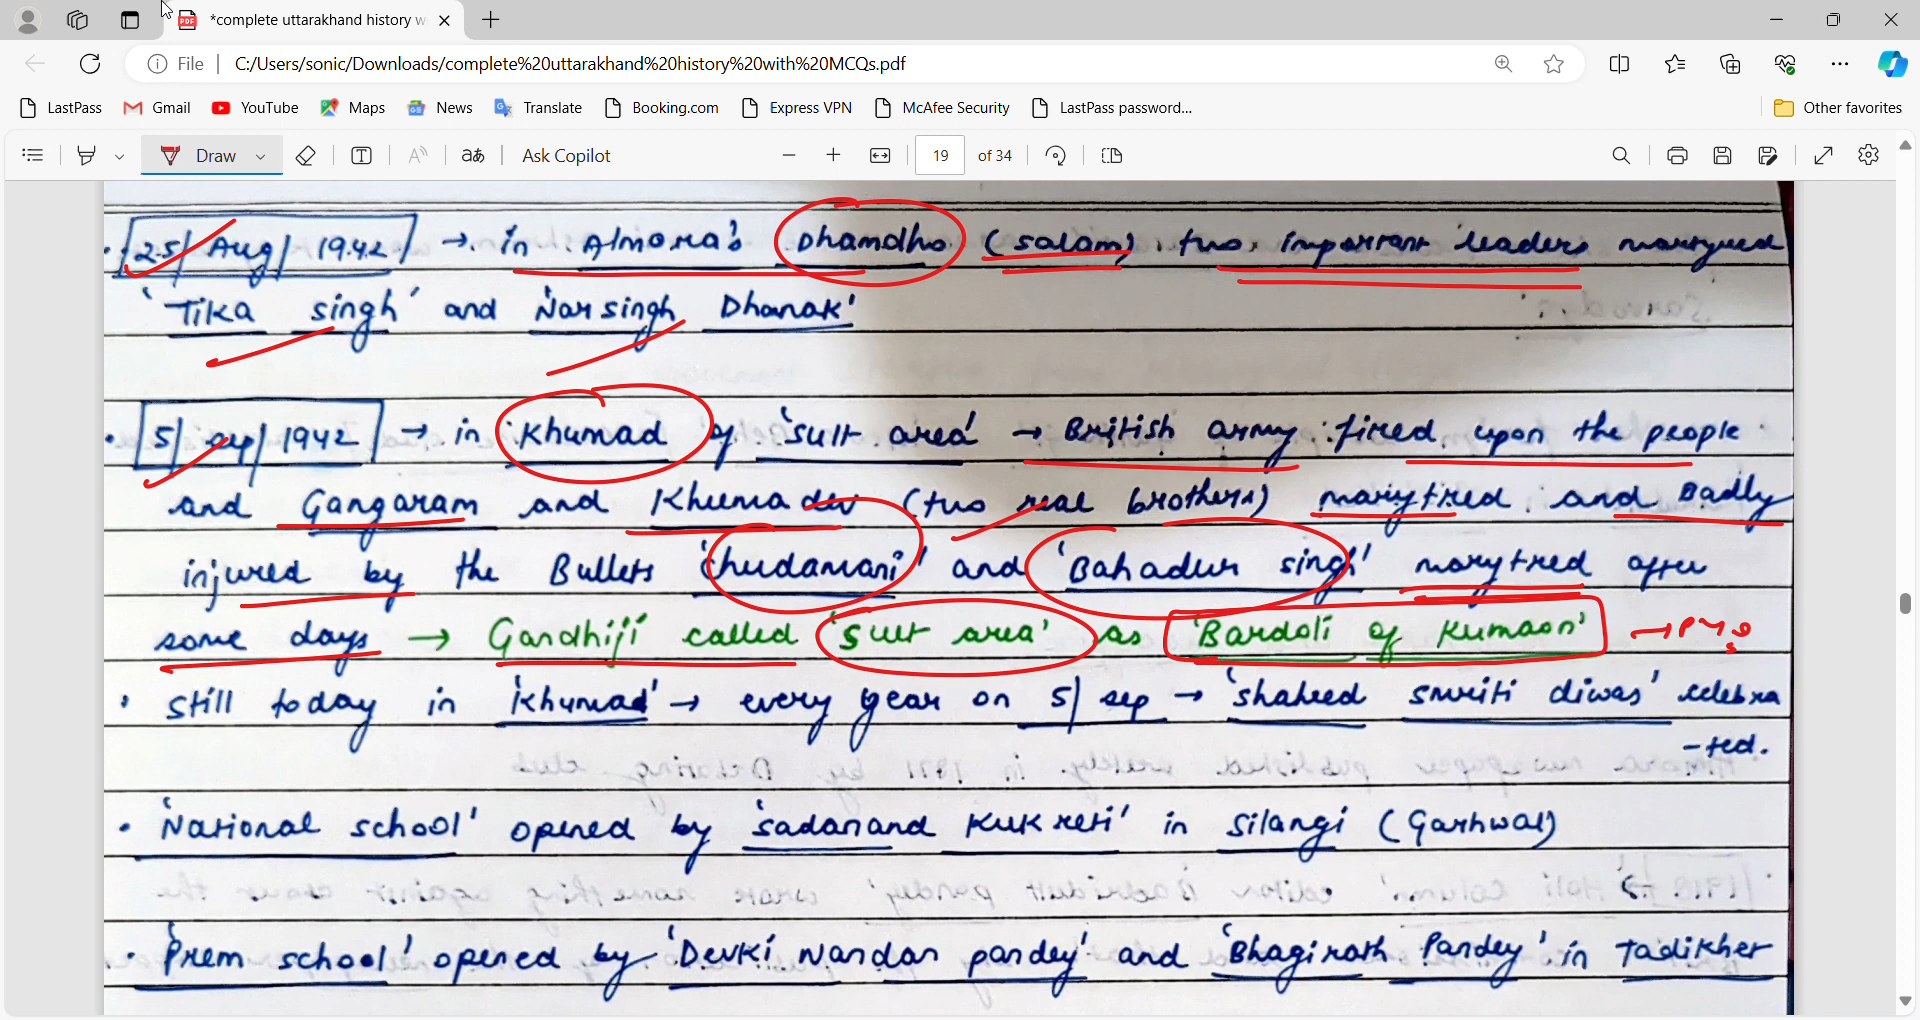 *complete uttarakhand history w
File C:/Users/sonic/Downloads/complete%20uttarakhand%20history%20with%20MCQs.pdf
LastPass Gmail YouTube Maps News Translate Booking.com Express VPN McAfee Security LastPass password... Other favorites
Draw Ask Copilot 19 of 34
• 25/Aug/1942 → in Almora's Dhamdho (salam) two important leaders martyred
'Tika singh' and 'Nar singh Dhanak'
• 5/sep/1942 → in 'Khumad of 'sult area' → British army fired upon the people
and Gangaram and Khema dev (two real brothers) marytred and Badly
injured by the Bullets 'chudamani' and 'Bahadur singh' marytred after
some days → Gandhiji called 'sult area' as 'Bardoli of Kumaon' → PYQs
• still today in 'khumad' → every year on 5/sep → 'shaheed smriti diwas' celebra
-ted.
• 'National school' opened by 'sadanand Kukreti' in silangi (Garhwal)
• 'Prem school' opened by 'Devki Nandan pandey' and 'Bhagirath Pandey' in Tadikhet